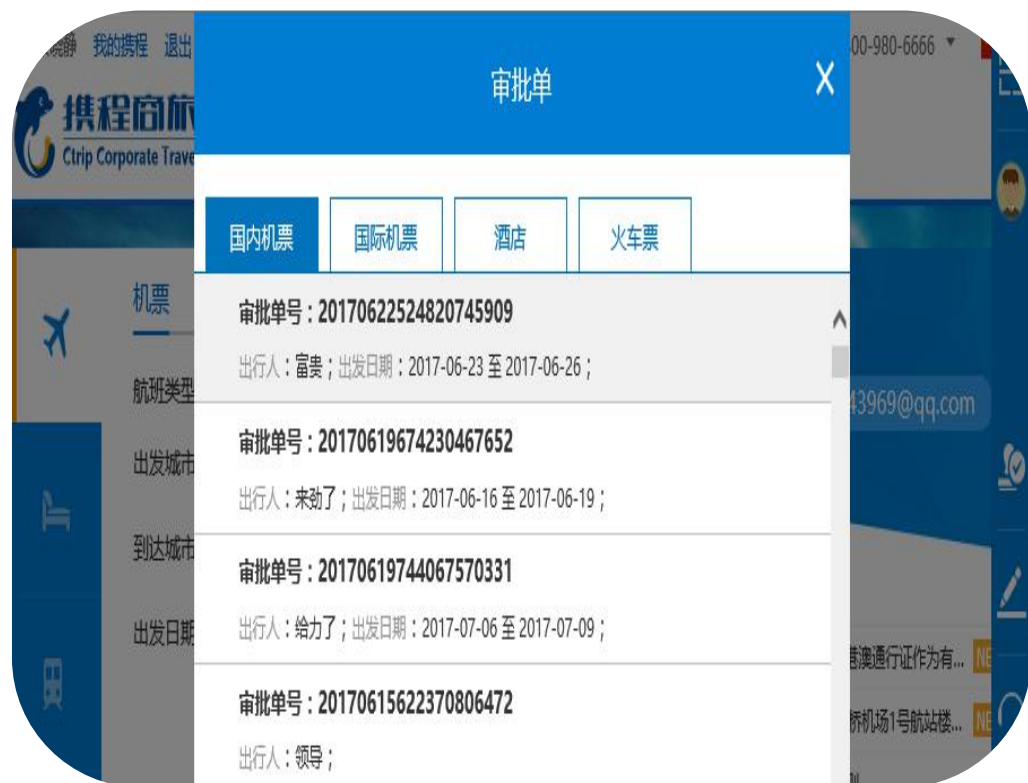 我的携程 退出
00-980-6666
审批单
X
携程商旅
Ctrip Corporate Trave
国内机票 国际机票 酒店 火车票
机票
审批单号：20170622524820745909
出行人：富贵；出发日期：2017-06-23 至 2017-06-26；
航班类型
43969@qq.com
审批单号：20170619674230467652
出发城市
出行人：来劲了；出发日期：2017-06-16 至 2017-06-19；
到达城市
审批单号：20170619744067570331
出发日期
出行人：给力了；出发日期：2017-07-06 至 2017-07-09；
港澳通行证作为有... NE
审批单号：20170615622370806472
桥机场1号航站楼... NE
出行人：领导；